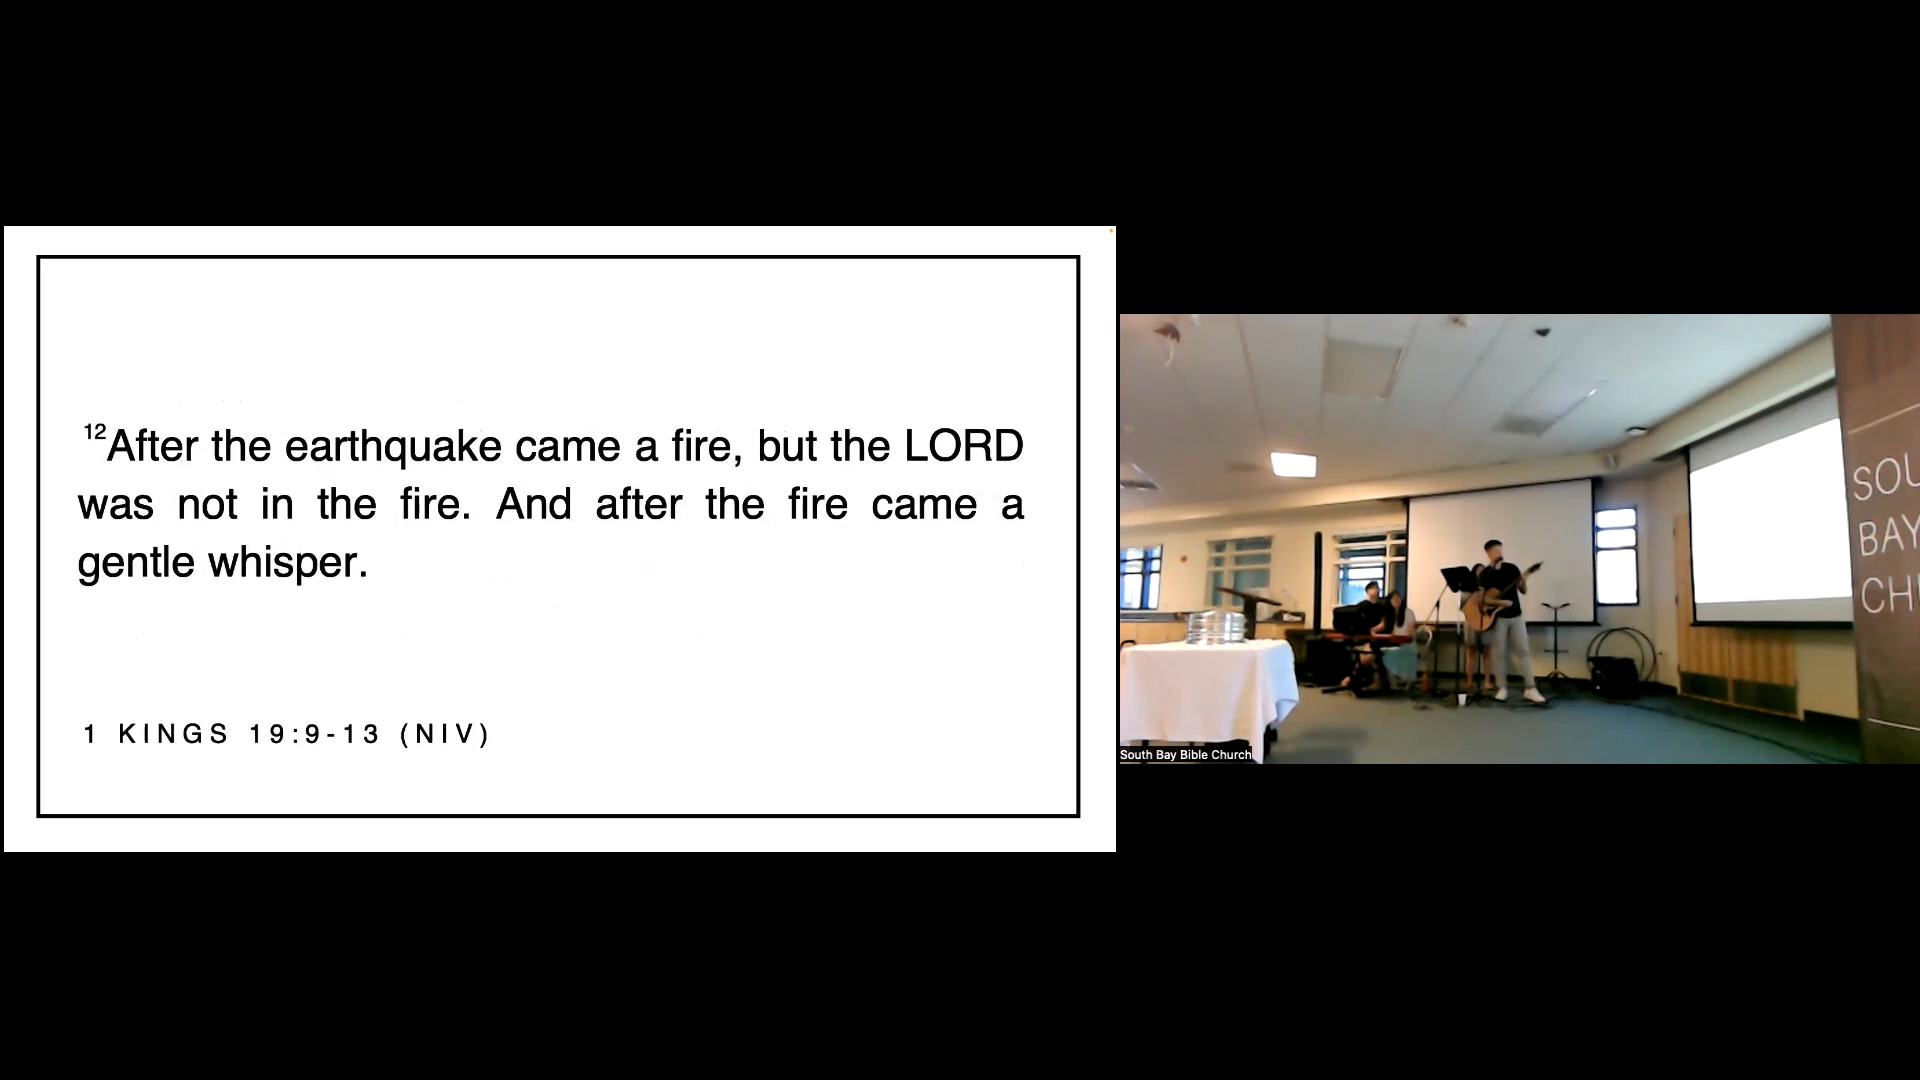 ¹²After the earthquake came a fire, but the LORD
was not in the fire. And after the fire came a
gentle whisper.
1 KINGS 19:9-13 (NIV)
SOU
BAY
CH
South Bay Bible Church